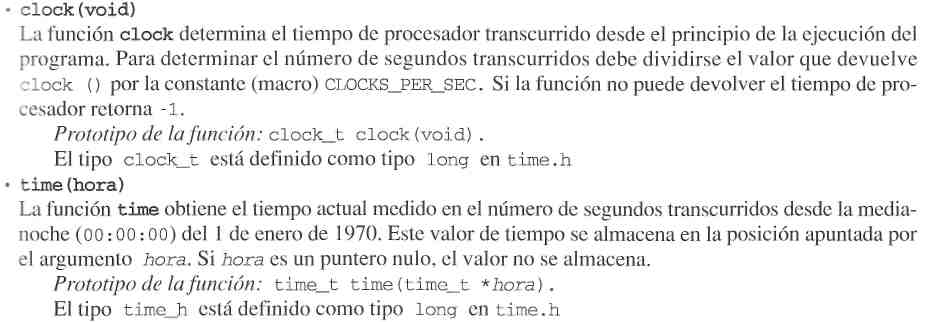 • clock(void)
La función clock determina el tiempo de procesador transcurrido desde el principio de la ejecución del
programa. Para determinar el número de segundos transcurridos debe dividirse el valor que devuelve
clock () por la constante (macro) CLOCKS_PER_SEC. Si la función no puede devolver el tiempo de pro-
cesador retorna -1.
Prototipo de la función: clock_t clock(void).
El tipo clock_t está definido como tipo long en time.h
• time(hora)
La función time obtiene el tiempo actual medido en el número de segundos transcurridos desde la media-
noche (00:00:00) del 1 de enero de 1970. Este valor de tiempo se almacena en la posición apuntada por
el argumento hora. Si hora es un puntero nulo, el valor no se almacena.
Prototipo de la función: time_t time(time_t *hora).
El tipo time_h está definido como tipo long en time.h